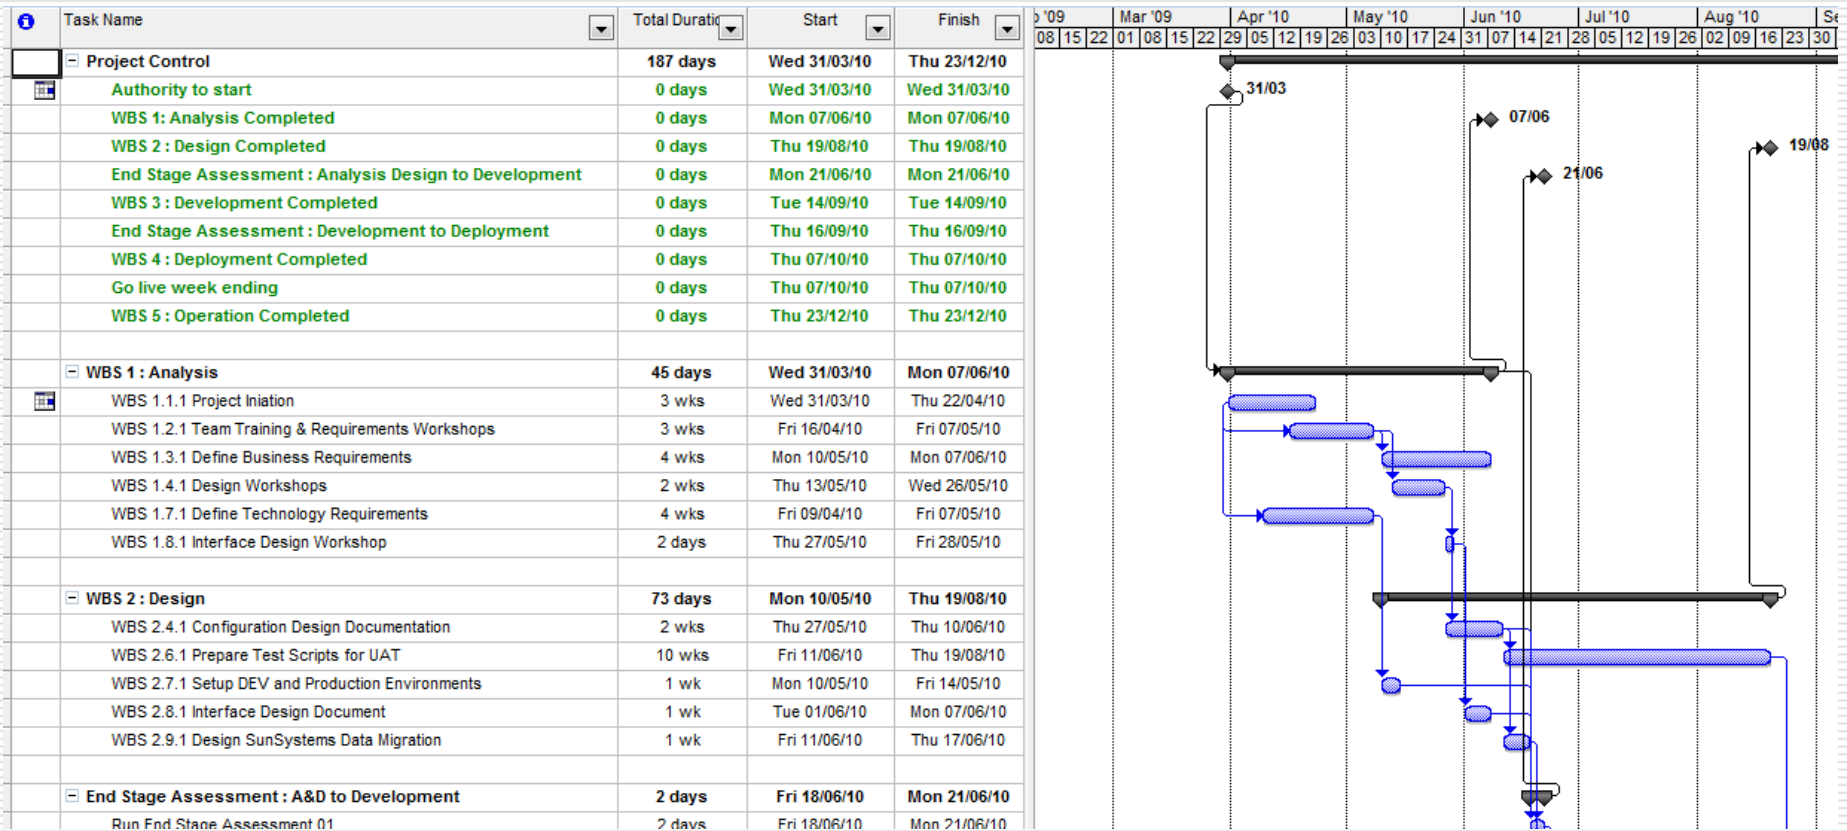 Task Name Total Duratio Start Finish
'09 Mar '09 Apr '10 May '10 Jun '10 Jul '10 Aug '10 Se
08 15 22 01 08 15 22 29 05 12 19 26 03 10 17 24 31 07 14 21 28 05 12 19 26 02 09 16 23 30
Project Control 187 days Wed 31/03/10 Thu 23/12/10
Authority to start 0 days Wed 31/03/10 Wed 31/03/10 31/03
WBS 1: Analysis Completed 0 days Mon 07/06/10 Mon 07/06/10 07/06
WBS 2 : Design Completed 0 days Thu 19/08/10 Thu 19/08/10 19/08
End Stage Assessment : Analysis Design to Development 0 days Mon 21/06/10 Mon 21/06/10 21/06
WBS 3 : Development Completed 0 days Tue 14/09/10 Tue 14/09/10
End Stage Assessment : Development to Deployment 0 days Thu 16/09/10 Thu 16/09/10
WBS 4 : Deployment Completed 0 days Thu 07/10/10 Thu 07/10/10
Go live week ending 0 days Thu 07/10/10 Thu 07/10/10
WBS 5 : Operation Completed 0 days Thu 23/12/10 Thu 23/12/10
WBS 1 : Analysis 45 days Wed 31/03/10 Mon 07/06/10
WBS 1.1.1 Project Iniation 3 wks Wed 31/03/10 Thu 22/04/10
WBS 1.2.1 Team Training & Requirements Workshops 3 wks Fri 16/04/10 Fri 07/05/10
WBS 1.3.1 Define Business Requirements 4 wks Mon 10/05/10 Mon 07/06/10
WBS 1.4.1 Design Workshops 2 wks Thu 13/05/10 Wed 26/05/10
WBS 1.7.1 Define Technology Requirements 4 wks Fri 09/04/10 Fri 07/05/10
WBS 1.8.1 Interface Design Workshop 2 days Thu 27/05/10 Fri 28/05/10
WBS 2 : Design 73 days Mon 10/05/10 Thu 19/08/10
WBS 2.4.1 Configuration Design Documentation 2 wks Thu 27/05/10 Thu 10/06/10
WBS 2.6.1 Prepare Test Scripts for UAT 10 wks Fri 11/06/10 Thu 19/08/10
WBS 2.7.1 Setup DEV and Production Environments 1 wk Mon 10/05/10 Fri 14/05/10
WBS 2.8.1 Interface Design Document 1 wk Tue 01/06/10 Mon 07/06/10
WBS 2.9.1 Design SunSystems Data Migration 1 wk Fri 11/06/10 Thu 17/06/10
End Stage Assessment : A&D to Development 2 days Fri 18/06/10 Mon 21/06/10
Run End Stage Assessment 01 2 days Fri 18/06/10 Mon 21/06/10